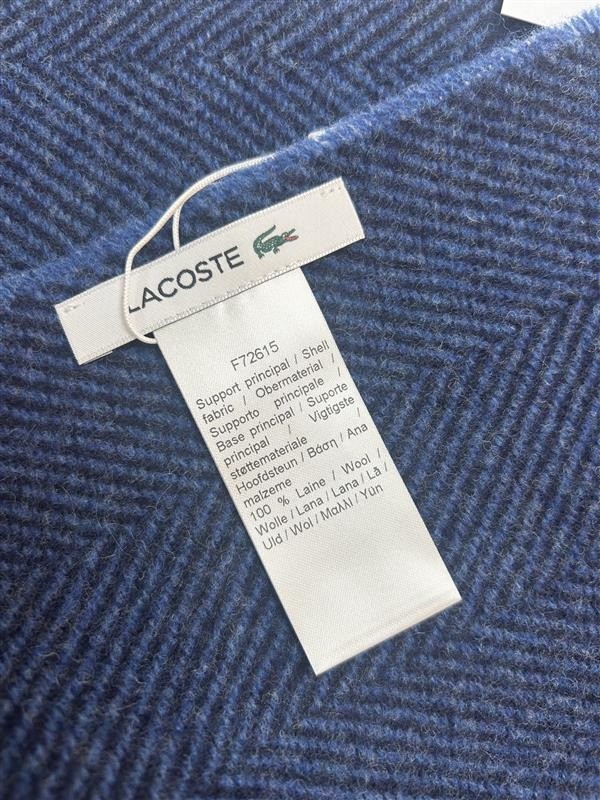 LACOSTE
F72615
Support principal / Shell
fabric / Obermaterial /
Supporto principale /
Base principal / Suporte
principal / Vigtigste
støttemateriale /
Hoofdsteun / Βάση / Ana
malzeme
100 % Laine / Wool /
Wolle / Lana / Lana / Lã /
Uld / Wol / Μαλλί / Yün